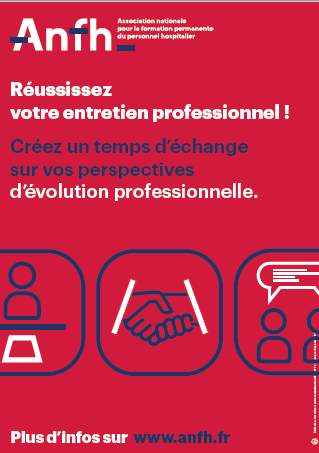 Anfh_
Association nationale
pour la formation permanente
du personnel hospitalier
Réussissez
votre entretien professionnel !
Créez un temps d'échange
sur vos perspectives
d'évolution professionnelle.
Plus d'infos sur www.anfh.fr